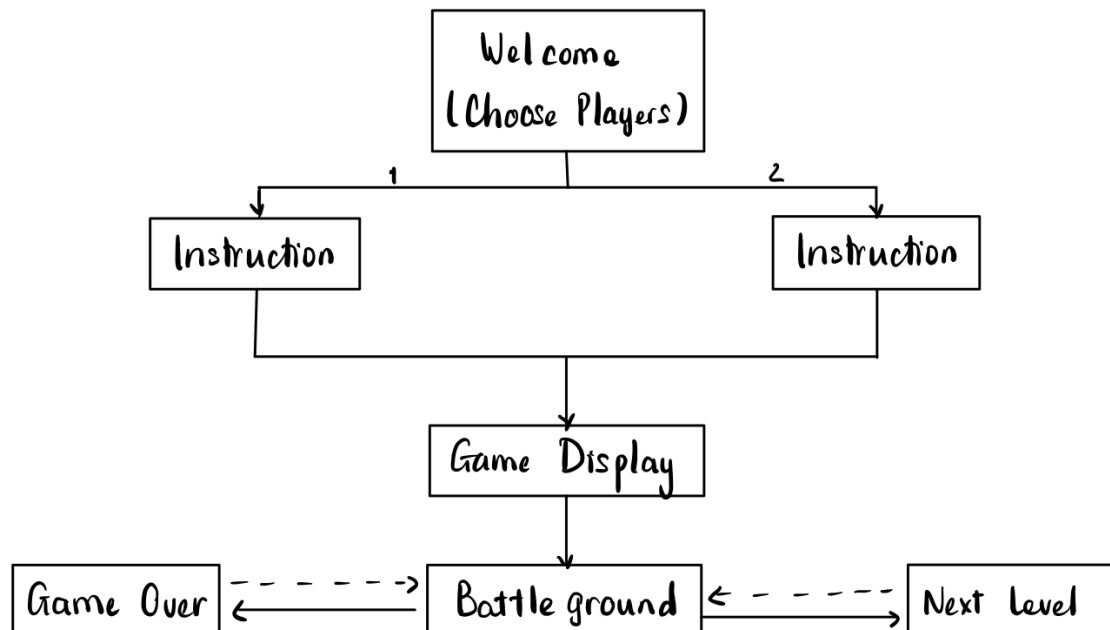 Welcome
(Choose Players)
1
2
Instruction
Instruction
Game Display
Game Over
Battle ground
Next Level